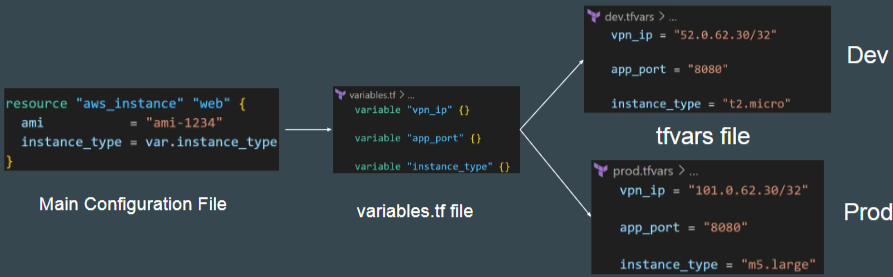 resource "aws_instance" "web" {
ami = "ami-1234"
instance_type = var.instance_type
}
Main Configuration File
variables.tf > ...
variable "vpn_ip" {}
variable "app_port" {}
variable "instance_type" {}
variables.tf file
dev.tfvars > ...
vpn_ip = "52.0.62.30/32"
app_port = "8080"
instance_type = "t2.micro"
Dev
tfvars file
prod.tfvars > ...
vpn_ip = "101.0.62.30/32"
app_port = "8080"
instance_type = "m5.large"
Prod